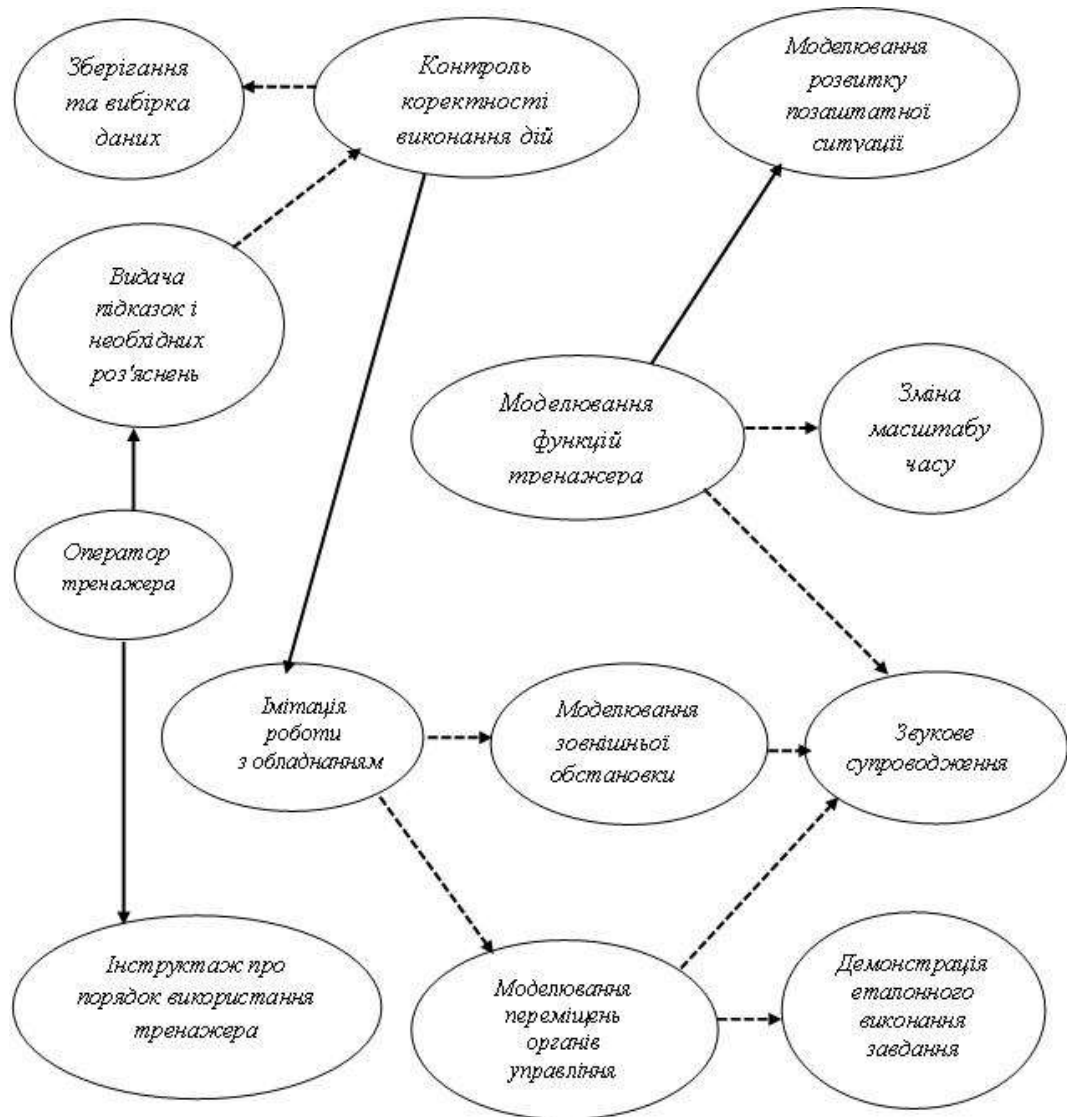 Зберігання
та вибірка
даних
Контроль
коректності
виконання дій
Моделювання
розвитку
позаштатної
ситуації
Видача
підказок і
необхідних
роз'яснень
Моделювання
функцій
тренажера
Зміна
масштабу
часу
Оператор
тренажера
Імітація
роботи
з обладнанням
Моделювання
зовнішньої
обстановки
Звукове
супроводження
Інструктаж про
порядок використання
тренажера
Моделювання
переміщень
органів
управління
Демонстрація
еталонного
виконання
завдання